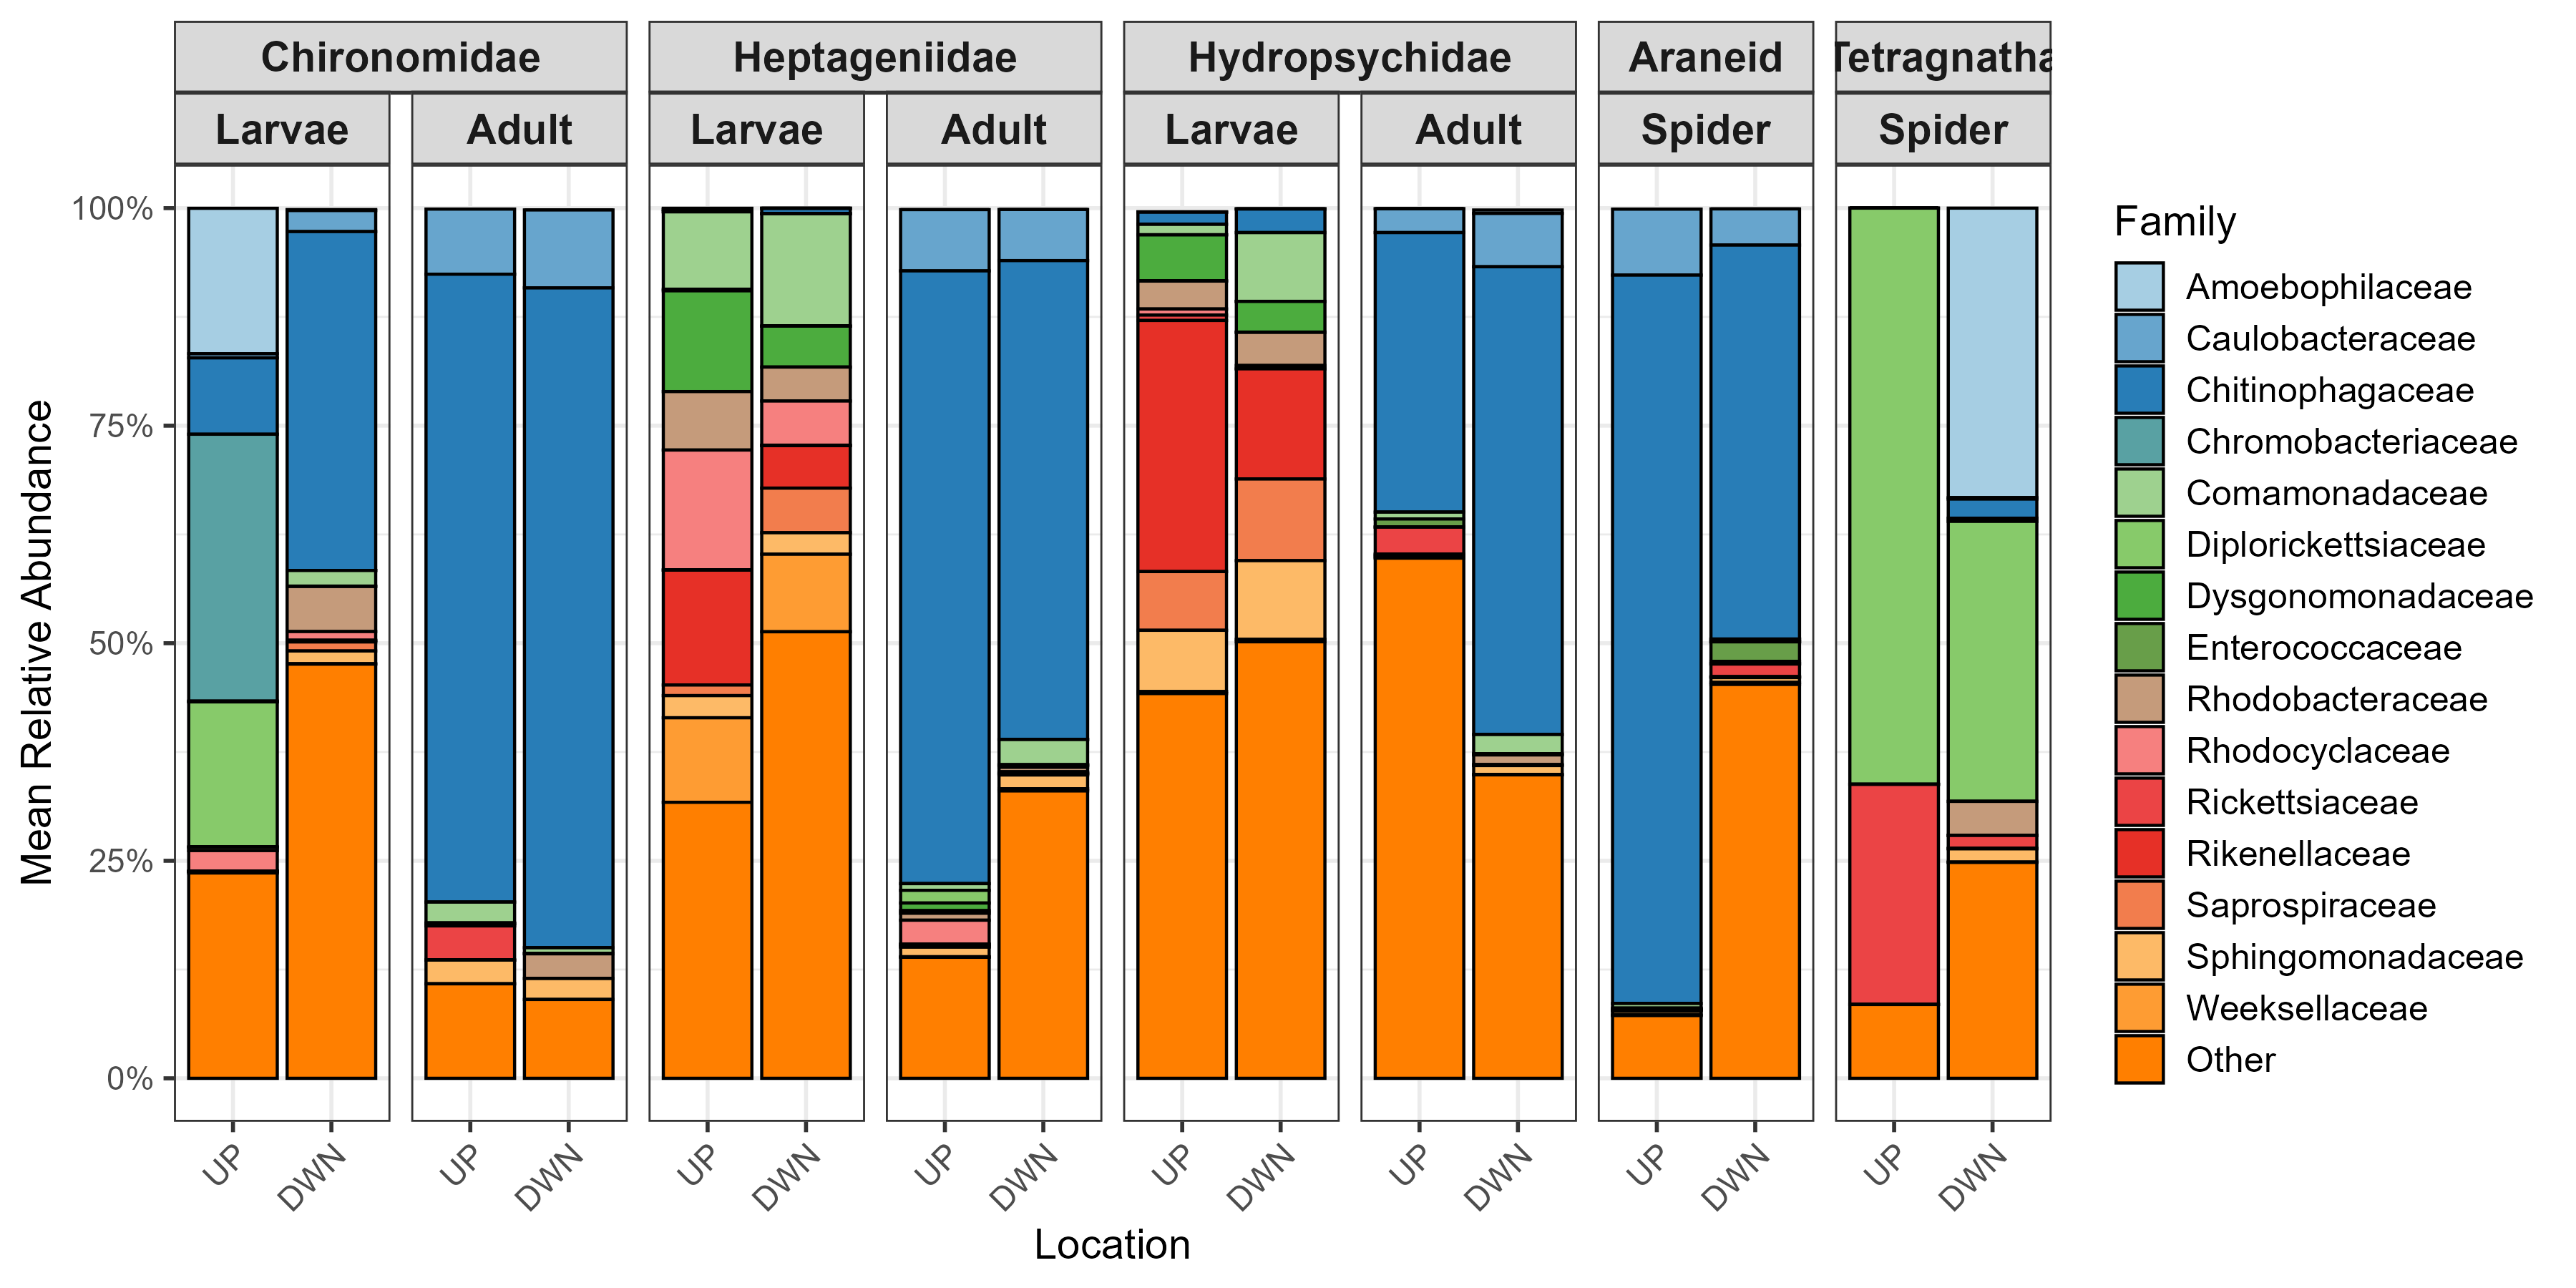 Chironomidae Heptageniidae Hydropsychidae Araneid Tetragnatha
Larvae Adult Larvae Adult Larvae Adult Spider Spider
Mean Relative Abundance
100%
75%
50%
25%
0%
UP DWN UP DWN UP DWN UP DWN UP DWN UP DWN UP DWN UP DWN
Location
Family
Amoebophilaceae
Caulobacteraceae
Chitinophagaceae
Chromobacteriaceae
Comamonadaceae
Diplorickettsiaceae
Dysgonomonadaceae
Enterococcaceae
Rhodobacteraceae
Rhodocyclaceae
Rickettsiaceae
Rikenellaceae
Saprospiraceae
Sphingomonadaceae
Weeksellaceae
Other